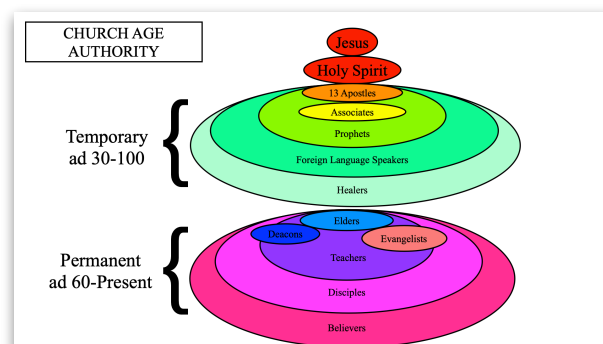 CHURCH AGE
AUTHORITY
Jesus
Holy Spirit
13 Apostles
Associates
Prophets
Foreign Language Speakers
Healers
Temporary
ad 30-100
Elders
Deacons
Evangelists
Teachers
Disciples
Believers
Permanent
ad 60-Present